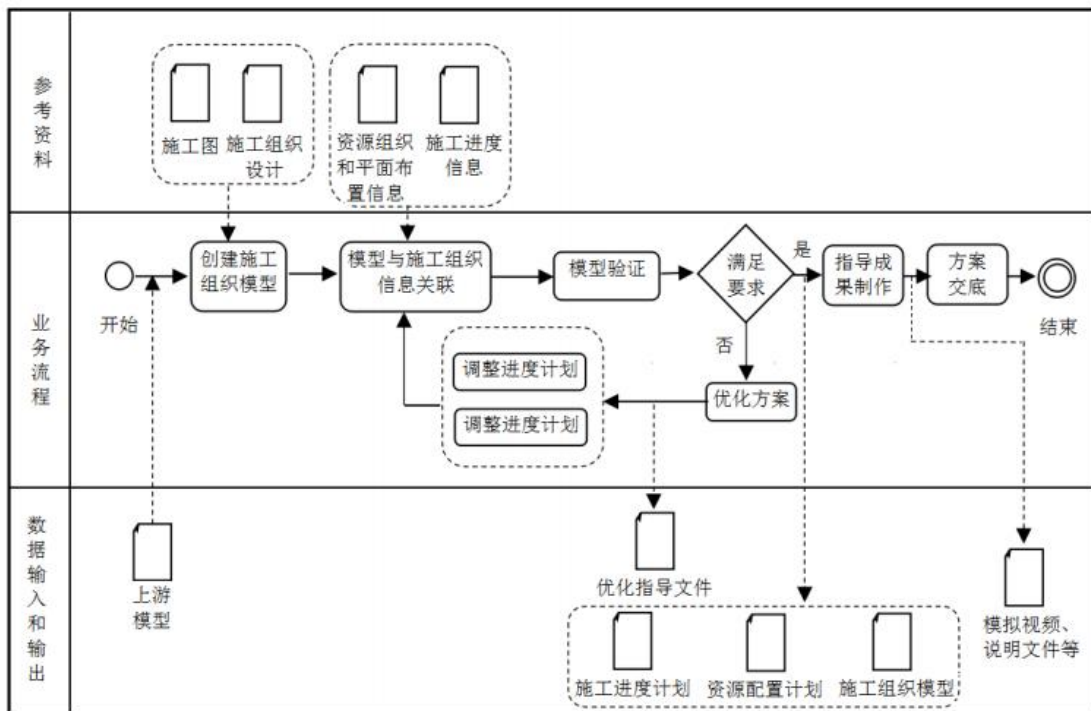 参考资料
施工图
施工组织
设计
资源组织
和平面布
置信息
施工进度
信息
业务流程
开始
创建施工
组织模型
模型与施工组织
信息关联
模型验证
满足
要求
是
否
指导成
果制作
方案
交底
结束
调整进度计划
调整进度计划
优化方案
数据输入和输出
上游
模型
优化指导文件
施工进度计划
资源配置计划
施工组织模型
模拟视频、
说明文件等